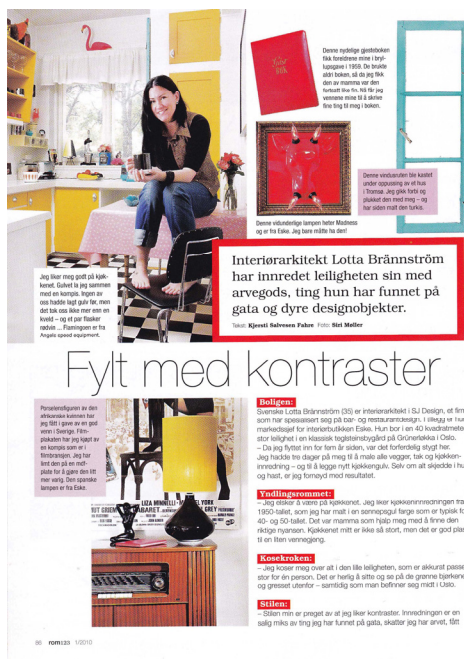 Denne nydelige gjesteboken
fikk foreldrene mine i bryl-
lupsgave i 1959. De brukte
aldri boken, så da jeg fikk
den av mamma var den
fortsatt like fin. Nå får jeg
vennene mine til å skrive
fine ting til meg i boken.
BOK
Denne vindusrufen ble kastet
under oppussing av et hus
i Tromsø. Jeg gikk forbi og
plukket den med meg – og
har siden malt den turkis.
Denne vidunderlige lampen heter Madness
og er fra Eske. Jeg bare måtte ha den!
Jeg liker meg godt på kjøk-
kenet. Gulvet la jeg sammen
med en kompis. Ingen av
oss hadde lagt gulv før, men
det tok oss ikke mer enn en
kveld – og et par flasker
rødvin ... Flamingoen er fra
Angels speed equipment.
Interiørarkitekt Lotta Brännström
har innredet leiligheten sin med
arvegods, ting hun har funnet på
gata og dyre designobjekter.
Tekst: Kjersti Salvesen Fahre Foto: Siri Møller
Fylt med kontraster
Porselensfiguren av den
afrikanske kvinnen har
jeg fått i gave av en god
venn i Sverige. Film-
plakaten har jeg kjøpt av
en kompis som er i
filmbransjen. Jeg har
limt den på en mdf-
plate for å gjøre den litt
mer varig. Den spanske
lampen er fra Eske.
LIZA MINNELLI
YORK
CABARET
GREY
Boligen:
Svenske Lotta Brännström (35) er interiørarkitekt i SJ Design, et firm
som har spesialisert seg på bar- og restaurantdesign. I tillegg er hun
markedssjef for interiørbutikken Eske. Hun bor i en 40 kvadratmete
stor leilighet i en klassisk teglsteinsbygård på Grünerløkka i Oslo.
– Da jeg flyttet inn for fem år siden, var det forferdelig stygt her.
Jeg hadde tre dager på meg til å male alle vegger, tak og kjøkken-
innredning – og til å legge nytt kjøkkengulv. Selv om alt skjedde i hu
og hast, er jeg fornøyd med resultatet.
Yndlingsrommet:
– Jeg elsker å være på kjøkkenet. Jeg liker kjøkkeninnredningen fra
1950-tallet, som jeg har malt i en sennepsgul farge som er typisk fo
40- og 50-tallet. Det var mamma som hjalp meg med å finne den
riktige nyansen. Kjøkkenet mitt er ikke så stort, men det er god plas
til en liten vennegjeng.
Kosekroken:
– Jeg koser meg over alt i den lille leiligheten, som er akkurat passe
stor for én person. Det er herlig å sitte og se på de grønne bjørkene
og gresset utenfor – samtidig som man befinner seg midt i Oslo.
Stilen:
– Stilen min er preget av at jeg liker kontraster. Innredningen er en
salig miks av ting jeg har funnet på gata, skatter jeg har arvet, fått
66 rom123 1/2010